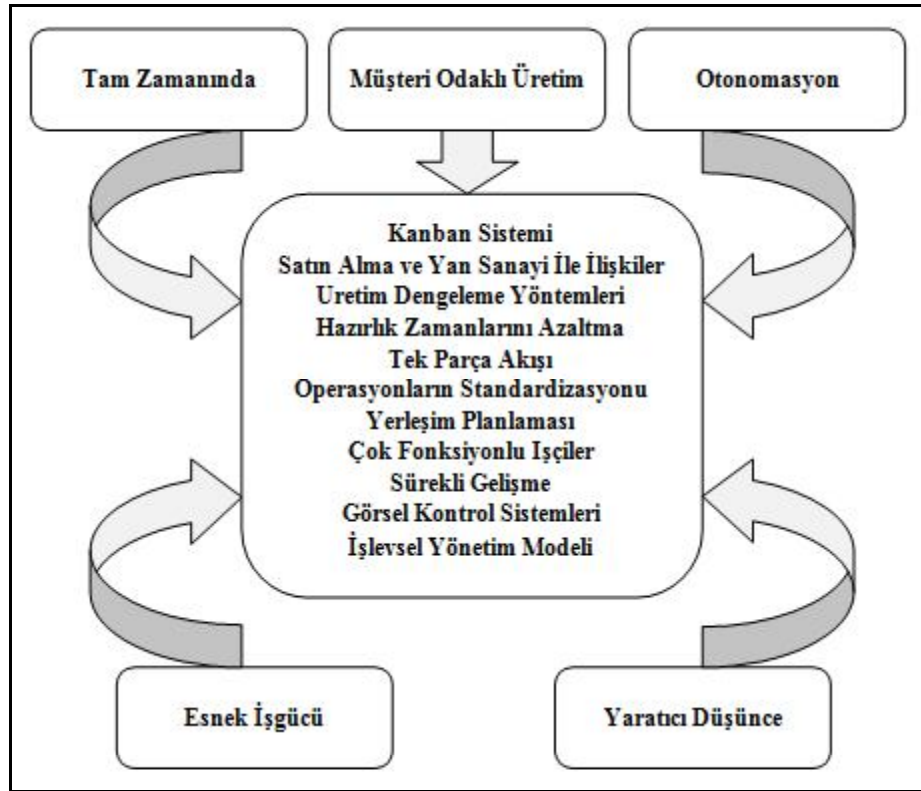 Tam Zamanında
Müşteri Odaklı Üretim
Otonomasyon
Kanban Sistemi
Satın Alma ve Yan Sanayi İle İlişkiler
Uretim Dengeleme Yöntemleri
Hazırlık Zamanlarını Azaltma
Tek Parça Akışı
Operasyonların Standardizasyonu
Yerleşim Planlaması
Çok Fonksiyonlu Işçiler
Sürekli Gelişme
Görsel Kontrol Sistemleri
İşlevsel Yönetim Modeli
Esnek İşgücü
Yaratıcı Düşünce